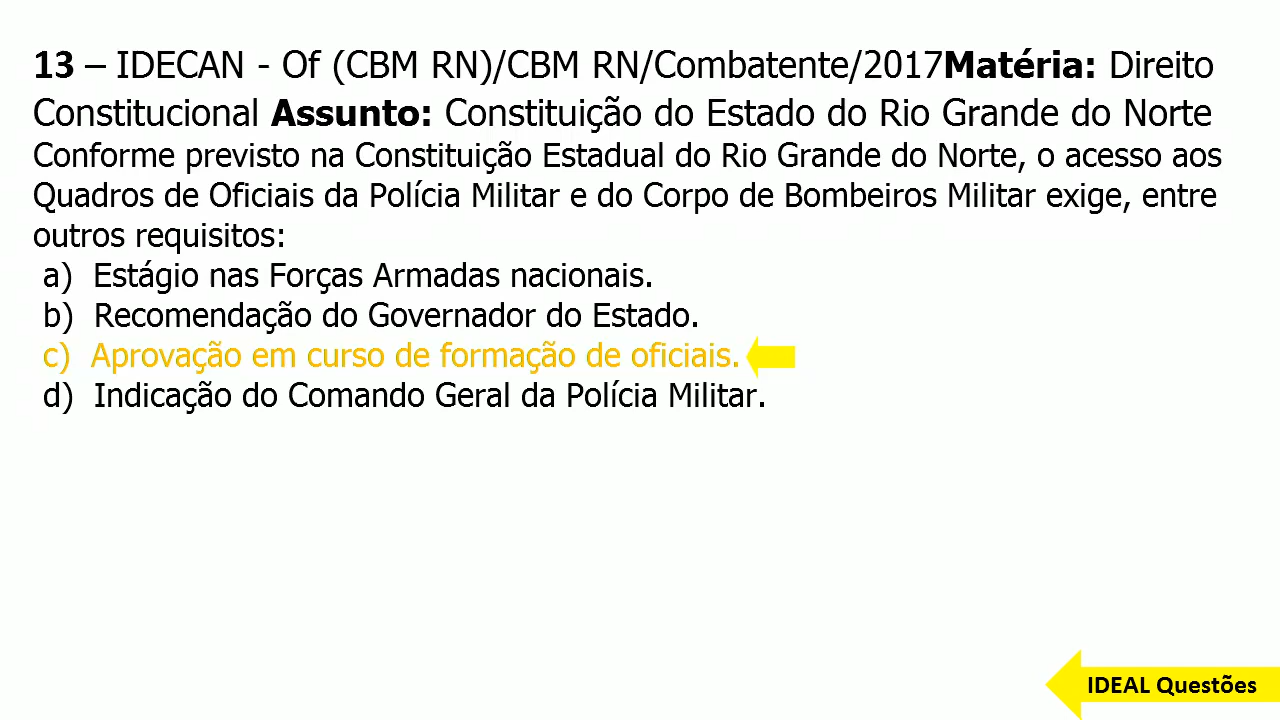 13 – IDECAN - Of (CBM RN)/CBM RN/Combatente/2017Matéria: Direito
Constitucional Assunto: Constituição do Estado do Rio Grande do Norte
Conforme previsto na Constituição Estadual do Rio Grande do Norte, o acesso aos
Quadros de Oficiais da Polícia Militar e do Corpo de Bombeiros Militar exige, entre
outros requisitos:
a) Estágio nas Forças Armadas nacionais.
b) Recomendação do Governador do Estado.
c) Aprovação em curso de formação de oficiais.
d) Indicação do Comando Geral da Polícia Militar.
IDEAL Questões